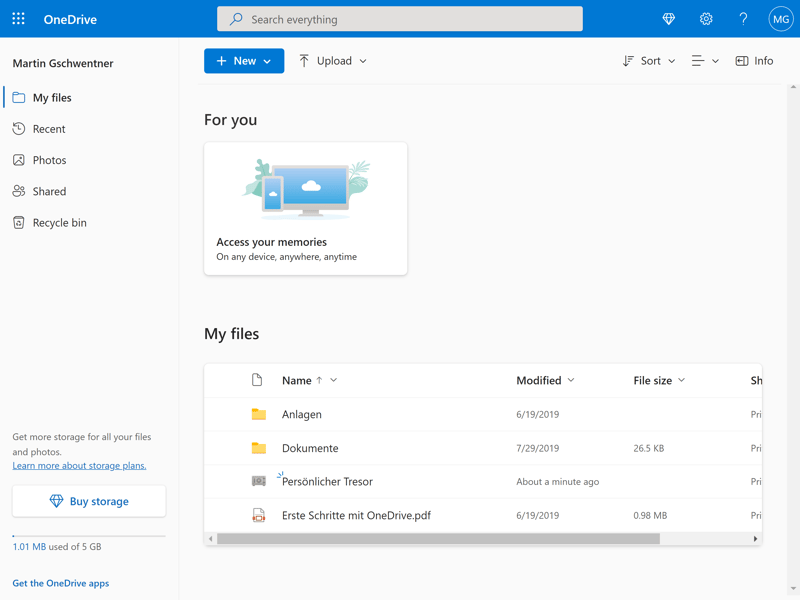 OneDrive
Search everything
MG
Martin Gschwentner
My files
Recent
Photos
Shared
Recycle bin
Get more storage for all your files
and photos.
Learn more about storage plans.
Buy storage
1.01 MB used of 5 GB
Get the OneDrive apps
New
Upload
Sort
Info
For you
Access your memories
On any device, anywhere, anytime
My files
Name Modified File size Sh
Anlagen 6/19/2019 Pri
Dokumente 7/29/2019 26.5 KB Pri
Persönlicher Tresor About a minute ago Pri
Erste Schritte mit OneDrive.pdf 6/19/2019 0.98 MB Pri